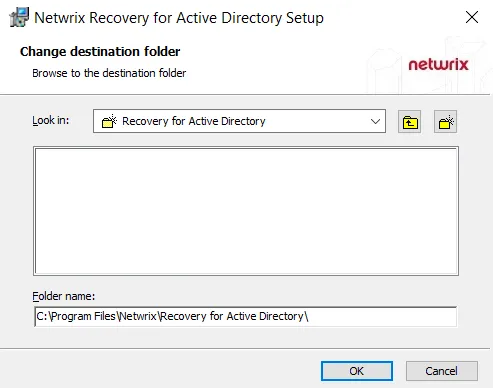 Netwrix Recovery for Active Directory Setup
Change destination folder
Browse to the destination folder
netwrix
Look in:
Recovery for Active Directory
Folder name:
C:\Program Files\Netwrix\Recovery for Active Directory\
OK
Cancel